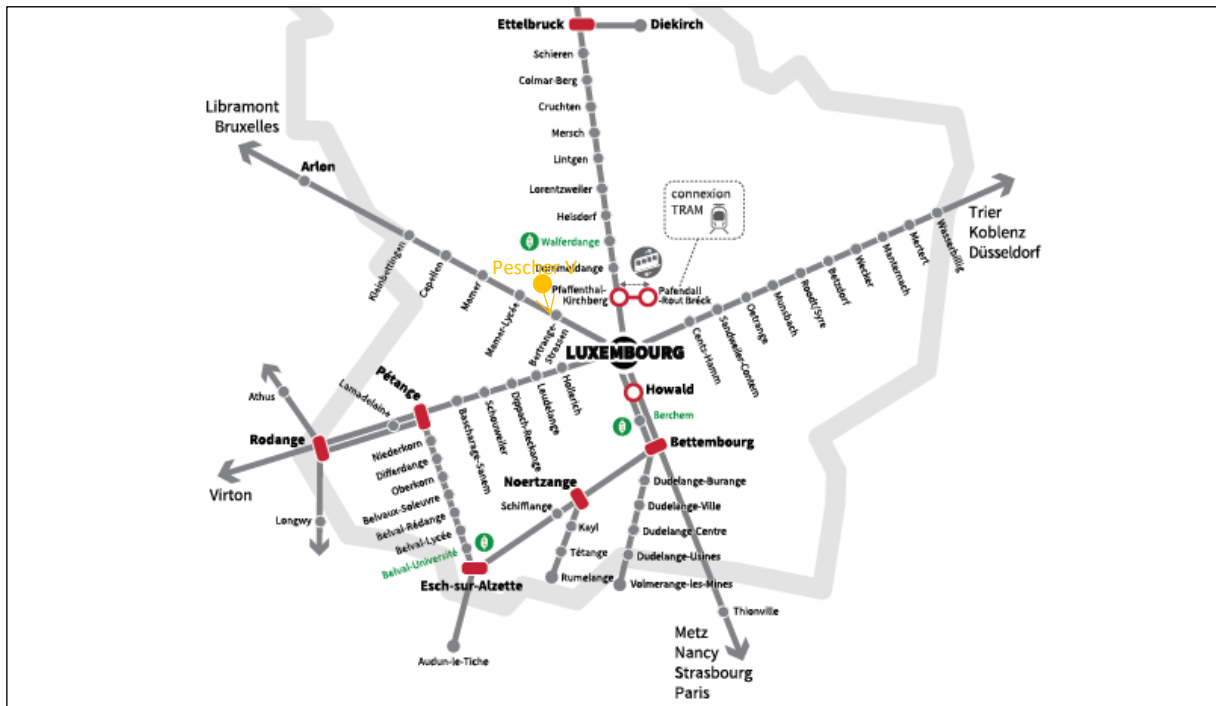 Ettelbruck
Diekirch
Schieren
Colmar-Berg
Cruchten
Mersch
Lintgen
Lorentzweiler
Heisdorf
Walferdange
Dommeldange
Pfaffenthal-
Kirchberg
Pafendall
-Rout Bréck
connexion
TRAM
Libramont
Bruxelles
Arlon
Kleinbettingen
Capellen
Mamer
Mamer-Lycée
Pescher V
Bertrange-
Strassen
LUXEMBOURG
Trier
Koblenz
Düsseldorf
Wasserbillig
Mertert
Manternach
Wecker
Betzdorf
Roodt/Syre
Munsbach
Oetrange
Sandweiler-Contern
Cents-Hamm
Hollerich
Leudelange
Dippach-Reckange
Schouweiler
Bascharage-Sanem
Pétange
Lamadelaine
Athus
Rodange
Virton
Longwy
Niederkorn
Differdange
Oberkorn
Belvaux-Soleuvre
Belval-Rédange
Belval-Lycée
Belval-Université
Esch-sur-Alzette
Audun-le-Tiche
Schifflange
Noertzange
Kayl
Tétange
Rumelange
Howald
Berchem
Bettembourg
Dudelange-Burange
Dudelange-Ville
Dudelange-Centre
Dudelange-Usines
Volmerange-les-Mines
Thionville
Metz
Nancy
Strasbourg
Paris